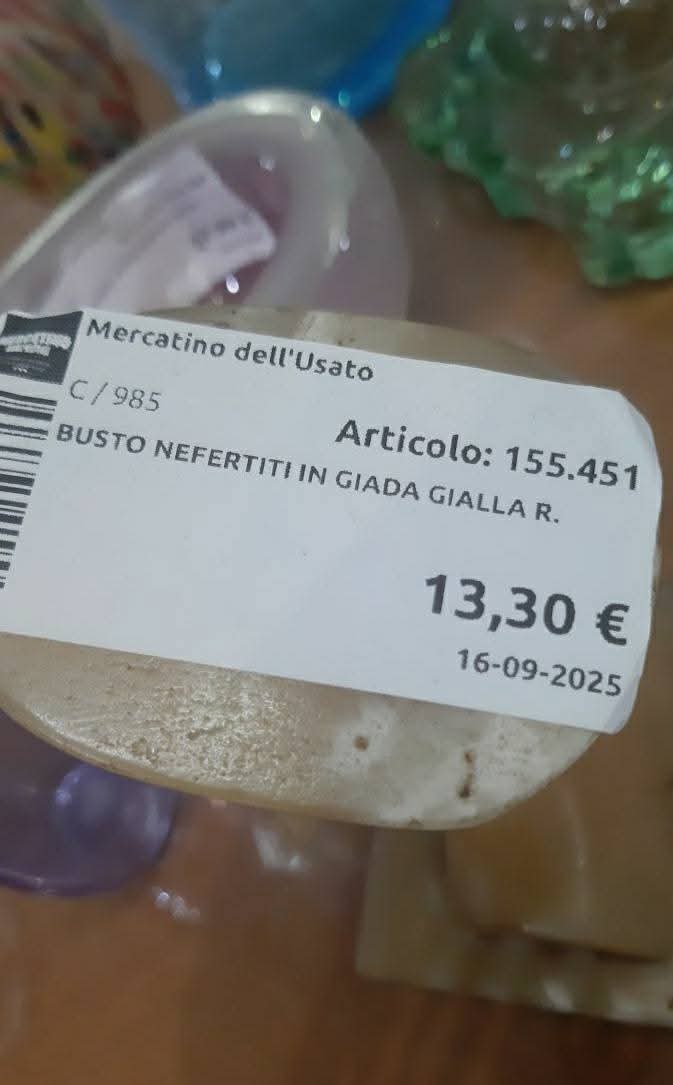 Mercatino dell'Usato
C / 985
Articolo: 155.451
BUSTO NEFERTITI IN GIADA GIALLA R.
13,30 €
16-09-2025